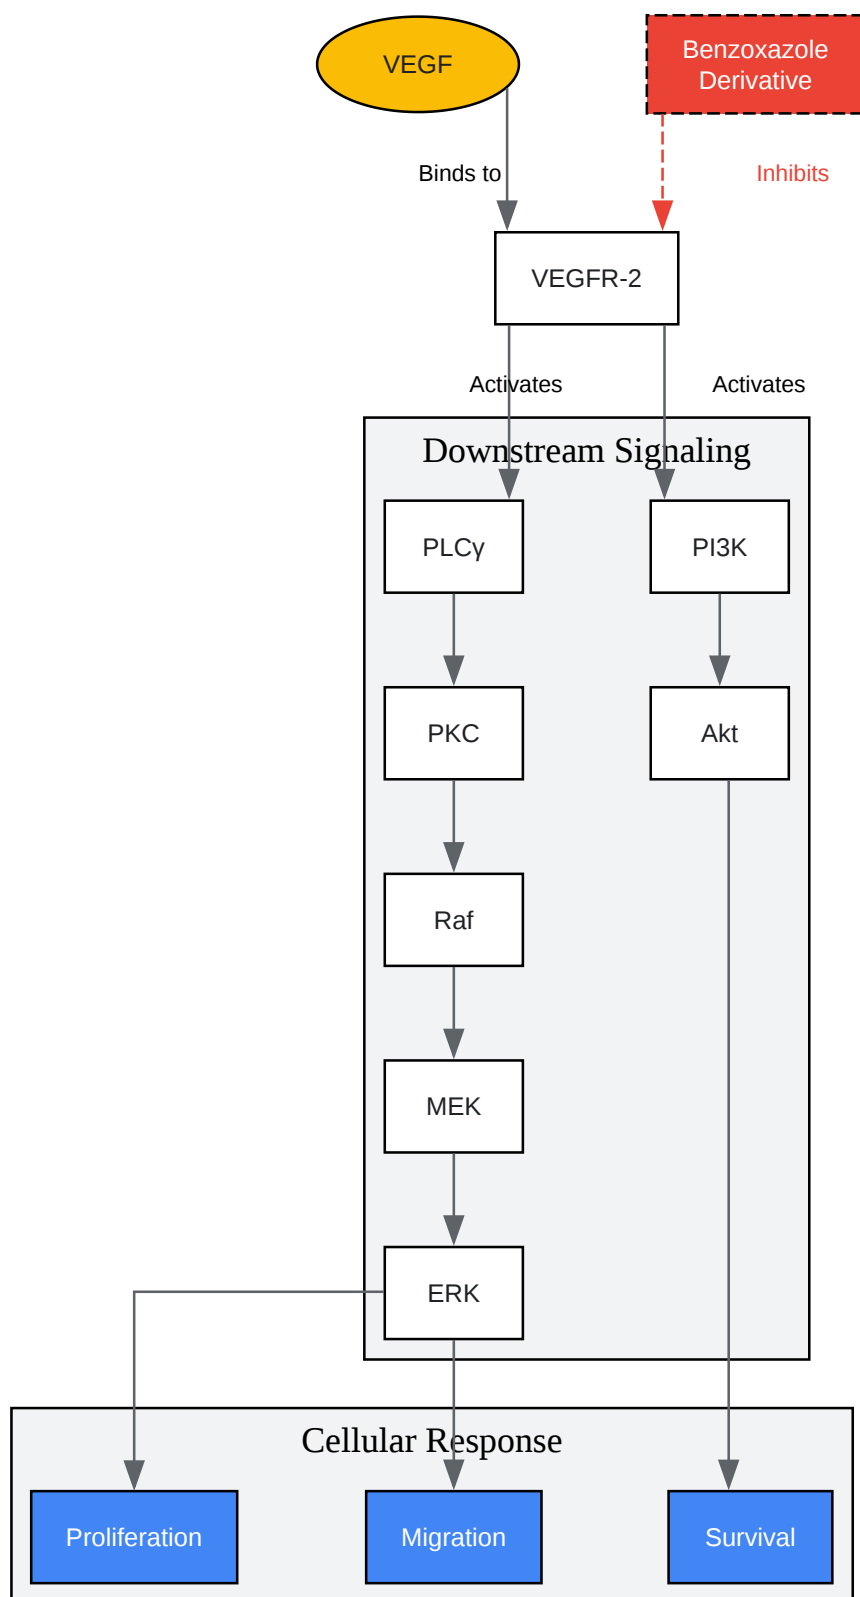 VEGF
Benzoxazole
Derivative
Binds to
Inhibits
VEGFR-2
Activates
Activates
Downstream Signaling
PLCγ
PI3K
PKC
Akt
Raf
MEK
ERK
Cellular Response
Proliferation
Migration
Survival